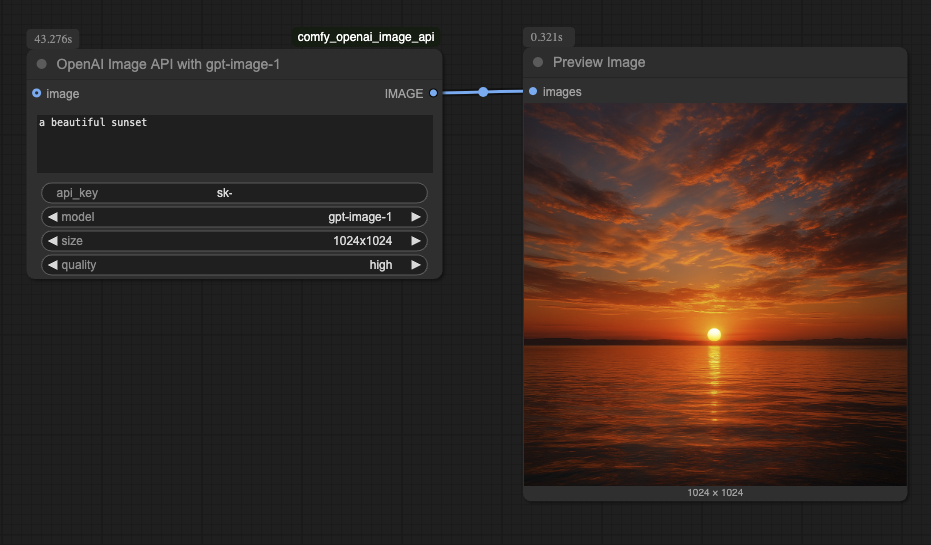 43.276s
comfy_openai_image_api
OpenAI Image API with gpt-image-1
image
IMAGE
a beautiful sunset
api_key sk-
model gpt-image-1
size 1024x1024
quality high
0.321s
Preview Image
images
1024 x 1024